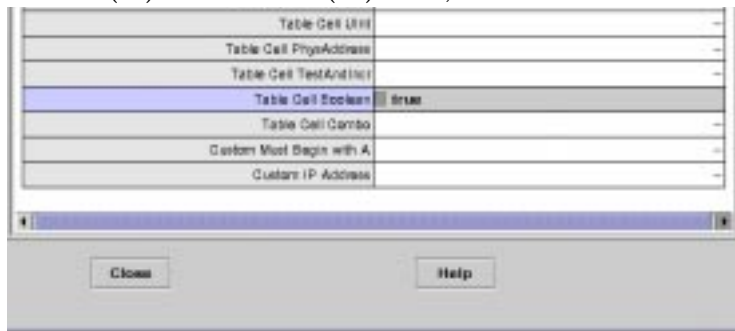 Table Cell UInt --
Table Cell PhysAddress --
Table Cell TestAndIncr --
Table Cell Boolean true
Table Cell Combo --
Custom Must Begin with A --
Custom IP Address --
Close Help